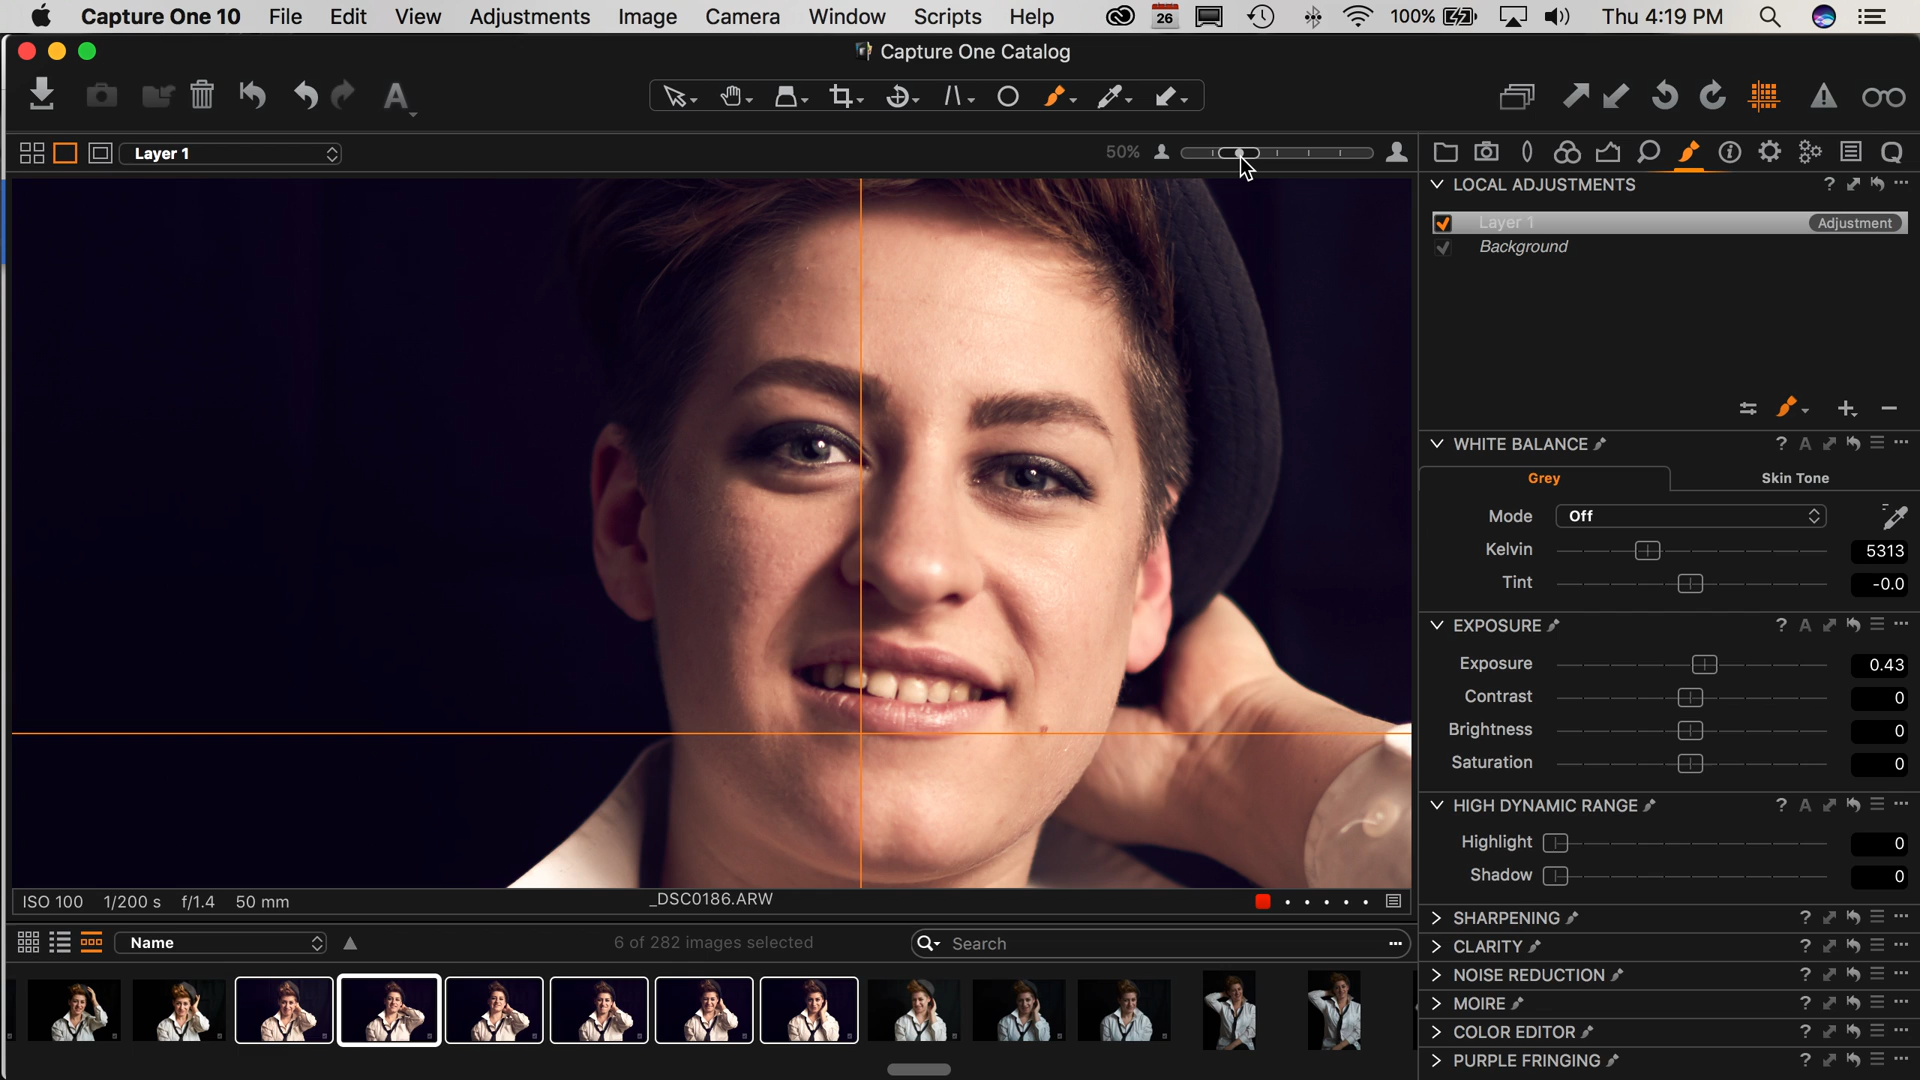 Capture One 10 File Edit View Adjustments Image Camera Window Scripts Help 26 100% Thu 4:19 PM
Capture One Catalog
A
Layer 1 50%
LOCAL ADJUSTMENTS ?
Layer 1 Adjustment
Background
WHITE BALANCE ? A
Grey Skin Tone
Mode Off
Kelvin 5313
Tint -0.0
EXPOSURE ? A
Exposure 0.43
Contrast 0
Brightness 0
Saturation 0
HIGH DYNAMIC RANGE ? A
Highlight 0
Shadow 0
ISO 100 1/200 s f/1.4 50 mm _DSC0186.ARW
SHARPENING ?
Name 6 of 282 images selected Search
CLARITY ?
NOISE REDUCTION ?
MOIRE ?
COLOR EDITOR ?
PURPLE FRINGING ?